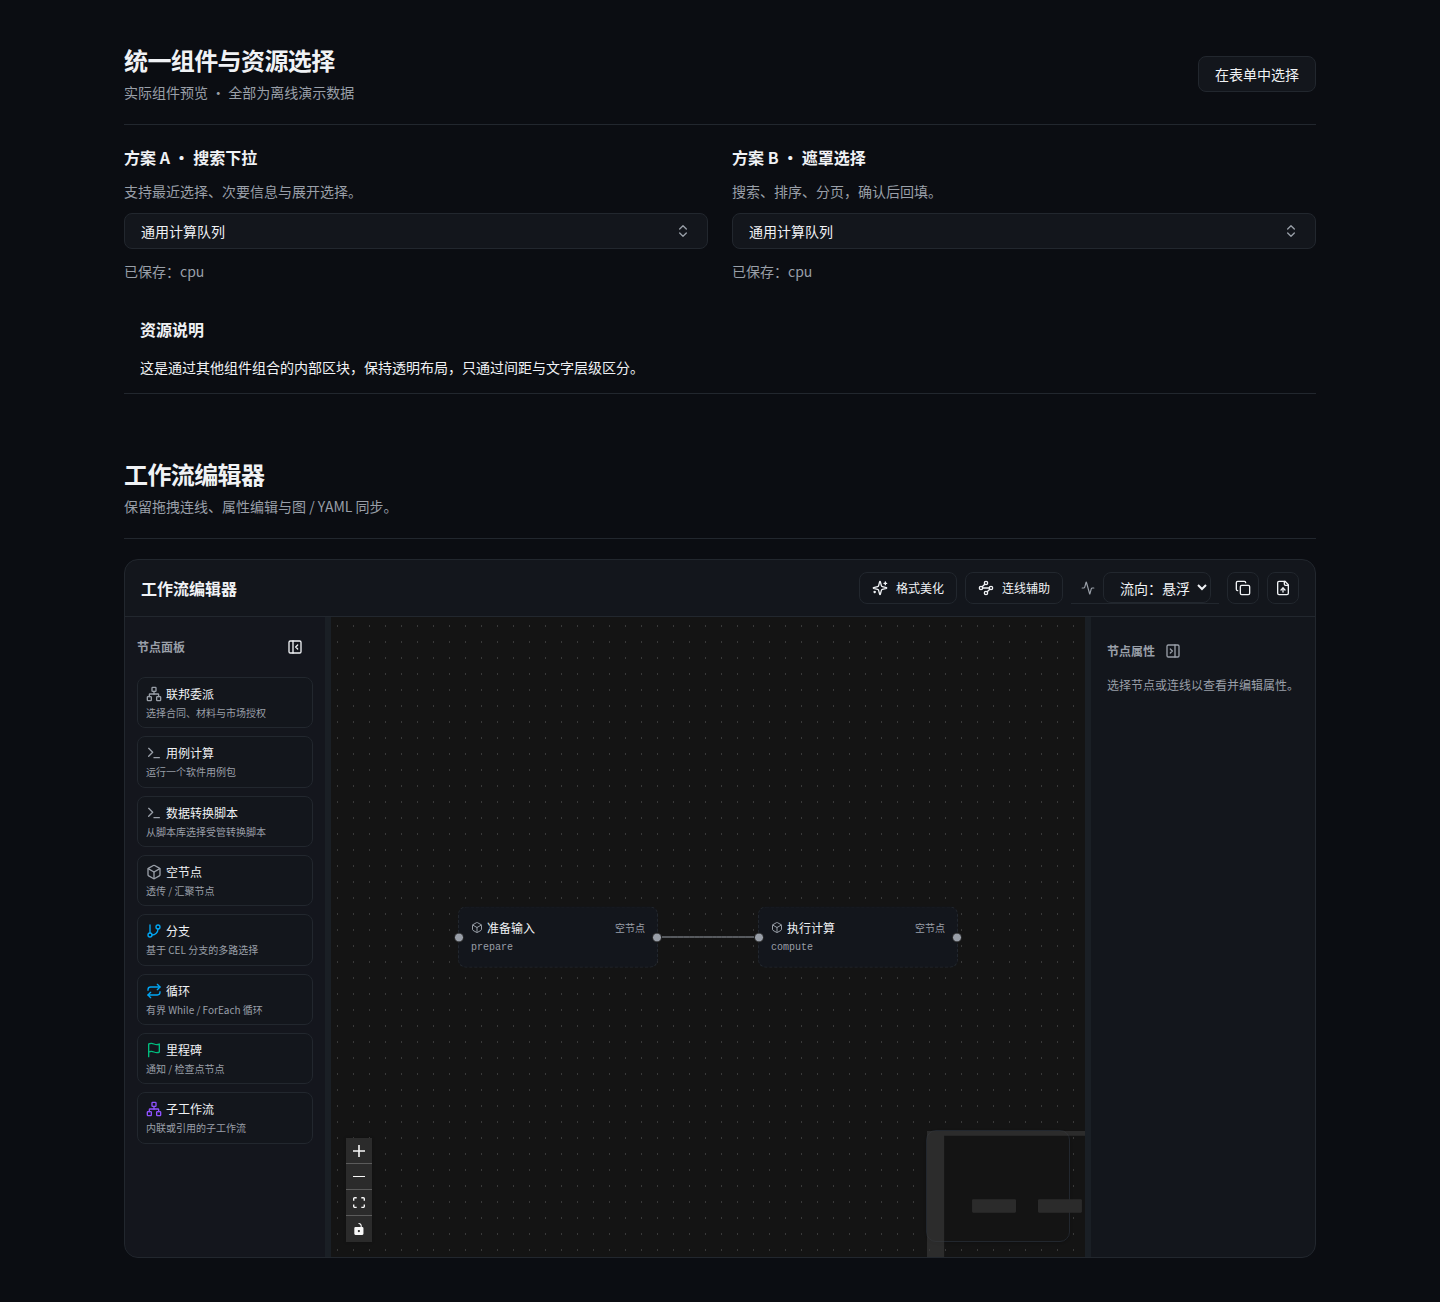 统一组件与资源选择
实际组件预览 · 全部为离线演示数据
在表单中选择
方案 A · 搜索下拉
支持最近选择、次要信息与展开选择。
通用计算队列
已保存：cpu
方案 B · 遮罩选择
搜索、排序、分页，确认后回填。
通用计算队列
已保存：cpu
资源说明
这是通过其他组件组合的内部区块，保持透明布局，只通过间距与文字层级区分。
工作流编辑器
保留拖拽连线、属性编辑与图 / YAML 同步。
工作流编辑器
格式美化
连线辅助
流向：悬浮
节点面板
联邦委派
选择合同、材料与市场授权
用例计算
运行一个软件用例包
数据转换脚本
从脚本库选择受管转换脚本
空节点
透传 / 汇聚节点
分支
基于 CEL 分支的多路选择
循环
有界 While / ForEach 循环
里程碑
通知 / 检查点节点
子工作流
内联或引用的子工作流
准备输入
空节点
prepare
执行计算
空节点
compute
节点属性
选择节点或连线以查看并编辑属性。